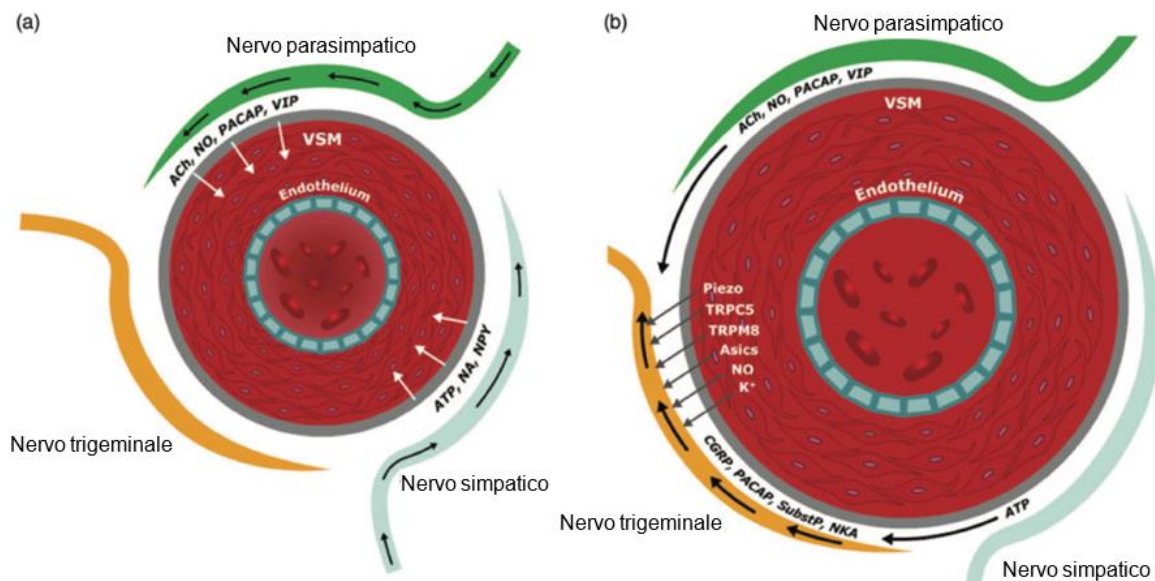 (a)
Nervo parasimpatico
ACh, NO, PACAP, VIP
VSM
Endothelium
ATP, NA, NPY
Nervo trigeminale
Nervo simpatico
(b)
Nervo parasimpatico
ACh, NO, PACAP, VIP
VSM
Endothelium
Piezo
TRPC5
TRPM8
Asics
NO
K⁺
CGRP, PACAP, SubstP, NKA
ATP
Nervo trigeminale
Nervo simpatico